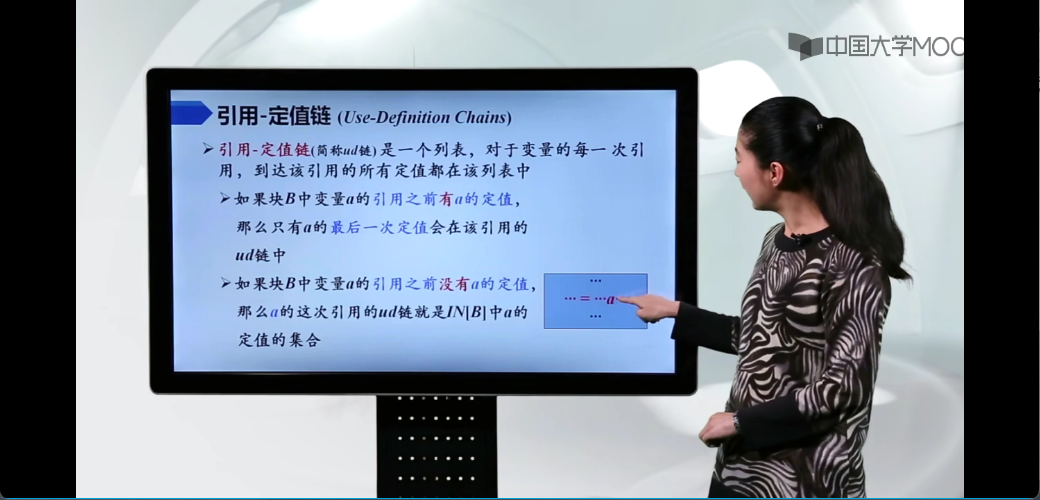 中国大学MOC
引用-定值链 (Use-Definition Chains)
➢引用-定值链(简称ud链)是一个列表，对于变量的每一次引
用，到达该引用的所有定值都在该列表中
➢如果块B中变量a的引用之前有a的定值，
那么只有a的最后一次定值会在该引用的
ud链中
➢如果块B中变量a的引用之前没有a的定值，
那么a的这次引用的ud链就是IN[B]中a的
定值的集合
…
… = …a
…